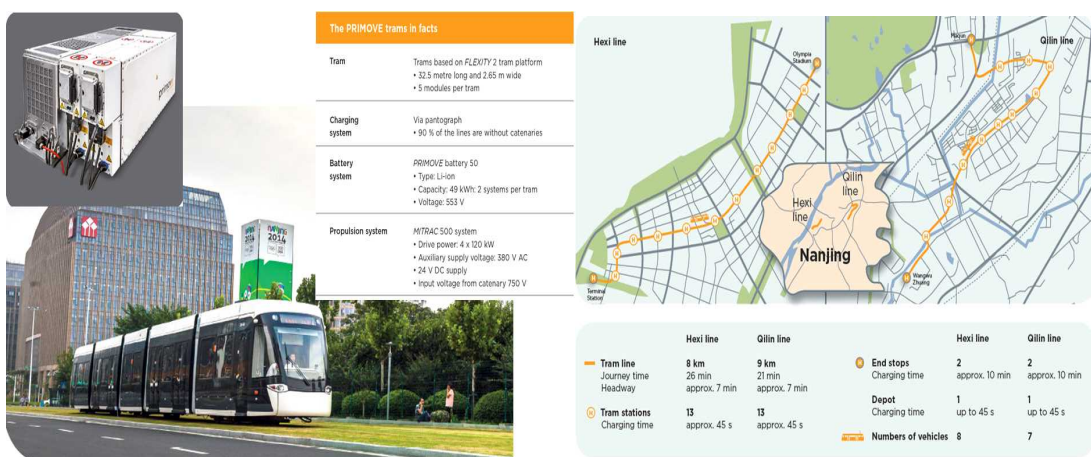 The PRIMOVE trams in facts
Tram
Trams based on FLEXITY 2 tram platform
• 32.5 metre long and 2.65 m wide
• 5 modules per tram
Charging system
Via pantograph
• 90 % of the lines are without catenaries
Battery system
PRIMOVE battery 50
• Type: Li-ion
• Capacity: 49 kWh: 2 systems per tram
• Voltage: 553 V
Propulsion system
MITRAC 500 system
• Drive power: 4 x 120 kW
• Auxiliary supply voltage: 380 V AC
• 24 V DC supply
• Input voltage from catenary 750 V
primove
2014
2014
Hexi line
Olympia
Stadium
Terminal
Station
Qilin line
Maqun
Wangwu
Zhuang
Qilin
line
Hexi
line
Nanjing
Hexi line Qilin line
Tram line 8 km 9 km
Journey time 26 min 21 min
Headway approx. 7 min approx. 7 min
Tram stations 13 13
Charging time approx. 45 s approx. 45 s
Hexi line Qilin line
End stops 2 2
Charging time approx. 10 min approx. 10 min
Depot 1 1
Charging time up to 45 s up to 45 s
Numbers of vehicles 8 7